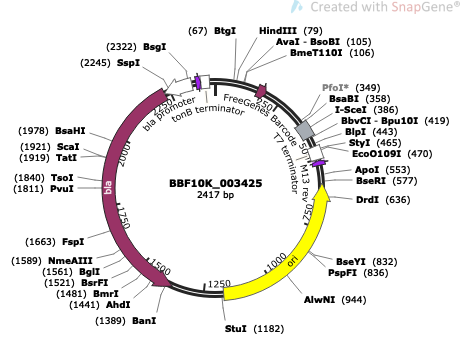 Created with SnapGene®
(67) BtgI
HindIII (79)
AvaI - BsoBI (105)
BmeT110I (106)
(2322) BsgI
(2245) SspI
PfoI* (349)
BsaBI (358)
I-SceI (386)
BbvCI - Bpu10I (419)
BlpI (443)
StyI (465)
EcoO109I (470)
ApoI (553)
BseRI (577)
DrdI (636)
BseYI (832)
PspFI (836)
AlwNI (944)
StuI (1182)
(1389) BanI
(1441) AhdI
(1481) BmrI
(1521) BsrFI
(1561) BglI
(1589) NmeAIII
(1663) FspI
(1811) PvuI
(1840) TsoI
(1919) TatI
(1921) ScaI
(1978) BsaHI
bla promoter
tonB terminator
FreeGenes Barcode
T7 terminator
M13 rev
ori
bla
BBF10K_003425
2417 bp
1000
1250
1500
1750
2000